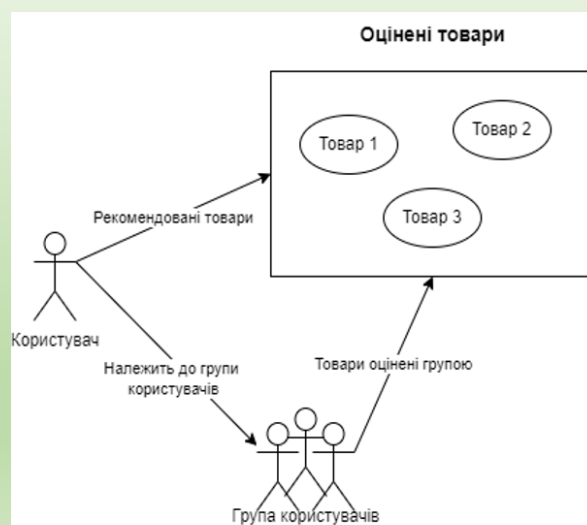 Оцінені товари
Товар 1
Товар 2
Товар 3
Рекомендовані товари
Користувач
Належить до групи
користувачів
Товари оцінені групою
Група користувачів